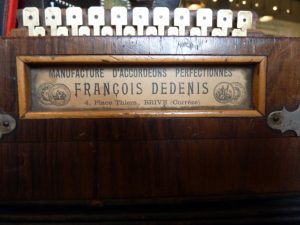 MANUFACTURE D'ACCORDÉONS PERFECTIONNÉS
FRANÇOIS DEDENIS
4, Place Thiers, BRIVE (Corrèze)